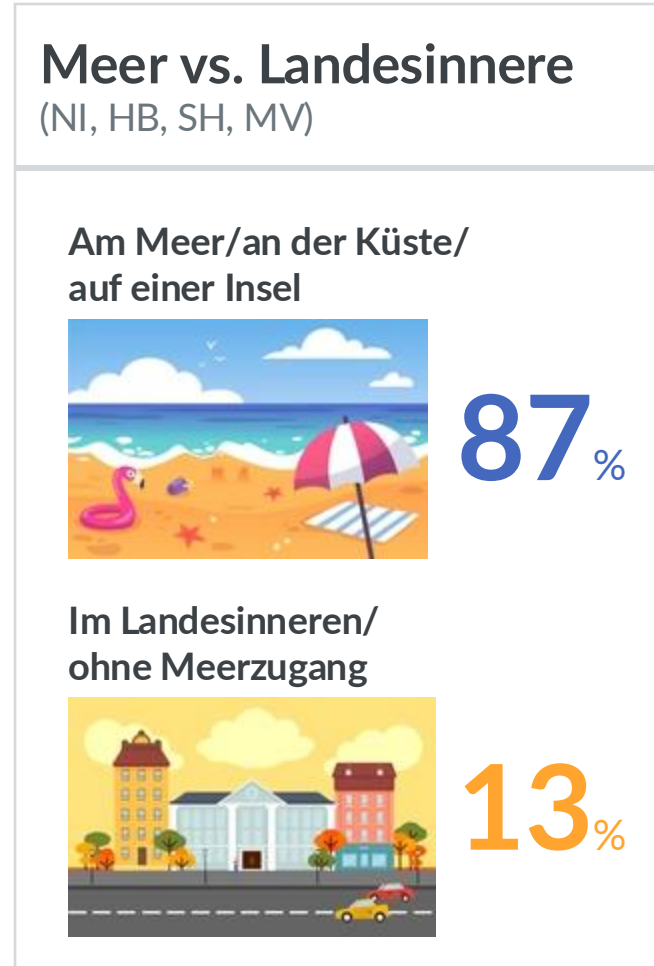 Meer vs. Landesinnere
(NI, HB, SH, MV)
Am Meer/an der Küste/
auf einer Insel
87%
Im Landesinneren/
ohne Meerzugang
13%